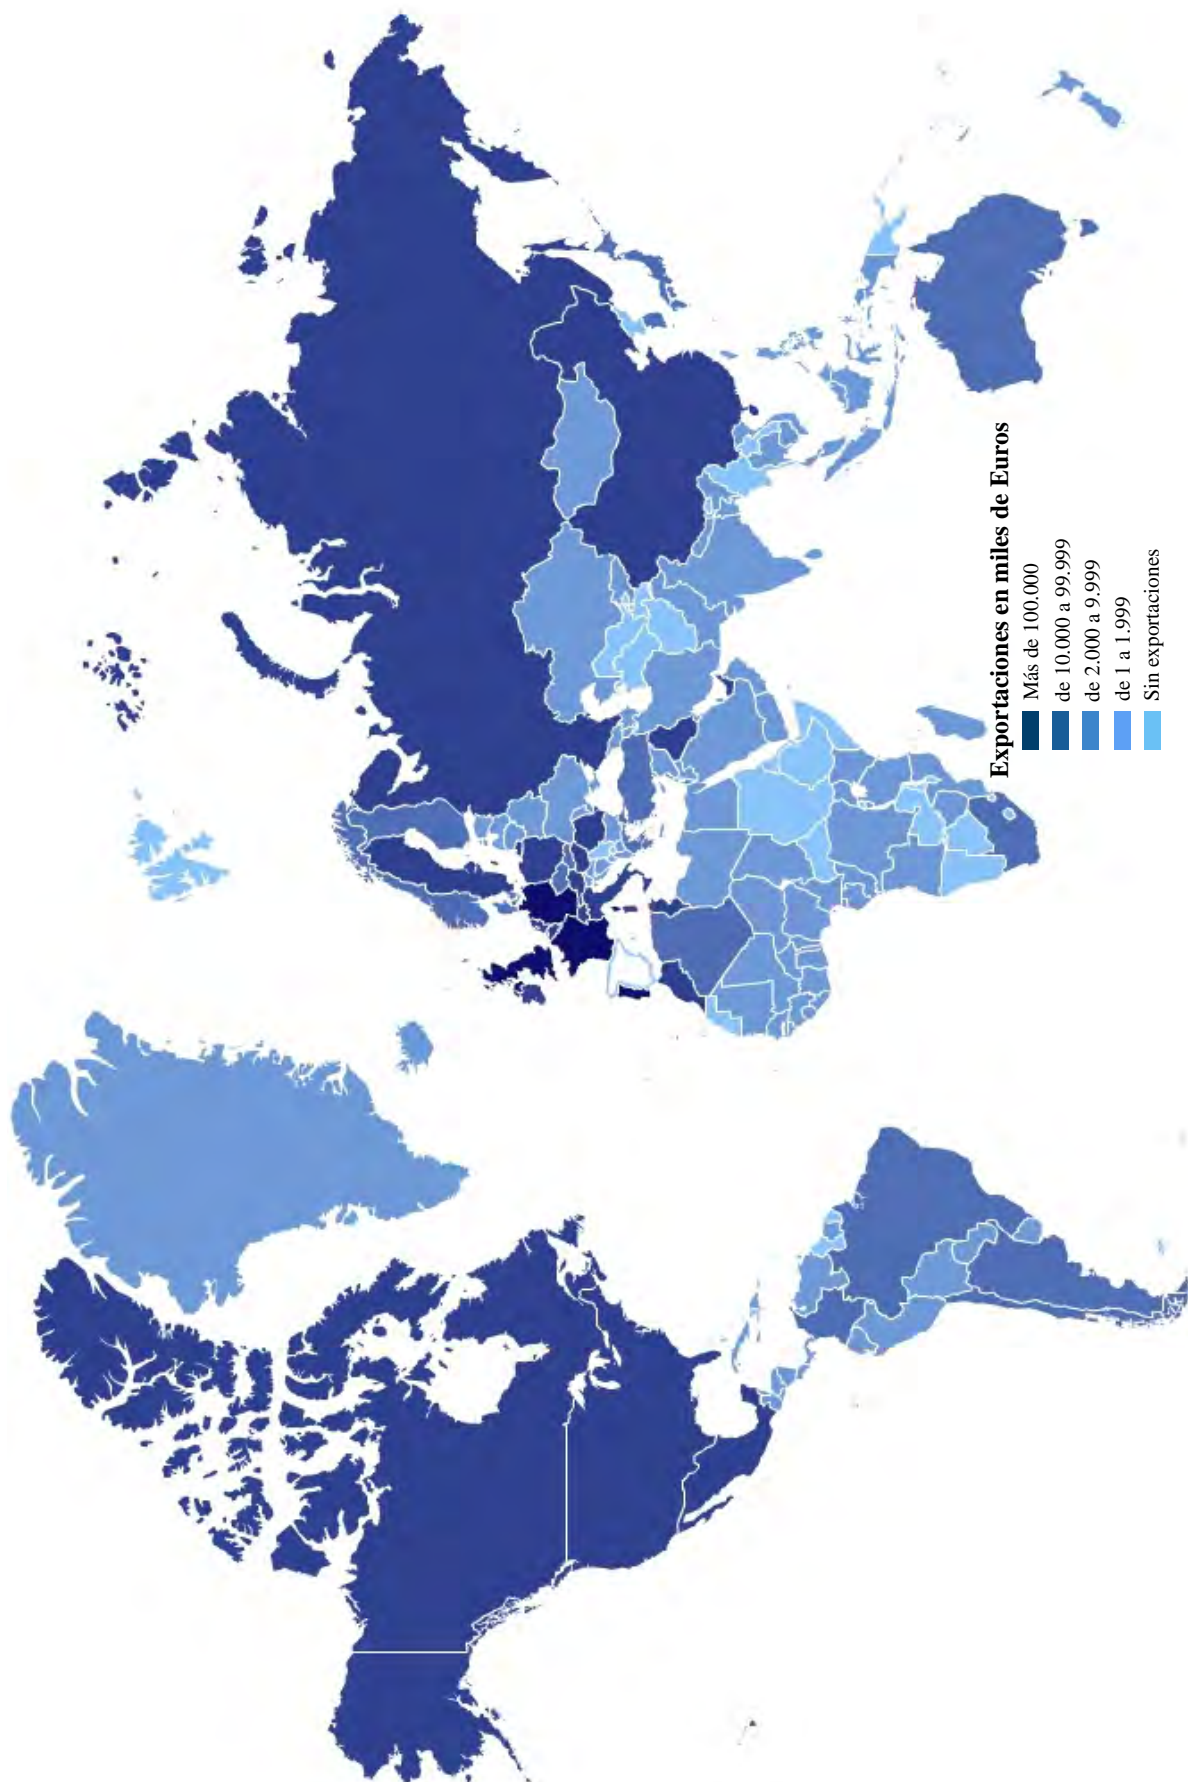 Exportaciones en miles de Euros
Más de 100.000
de 10.000 a 99.999
de 2.000 a 9.999
de 1 a 1.999
Sin exportaciones